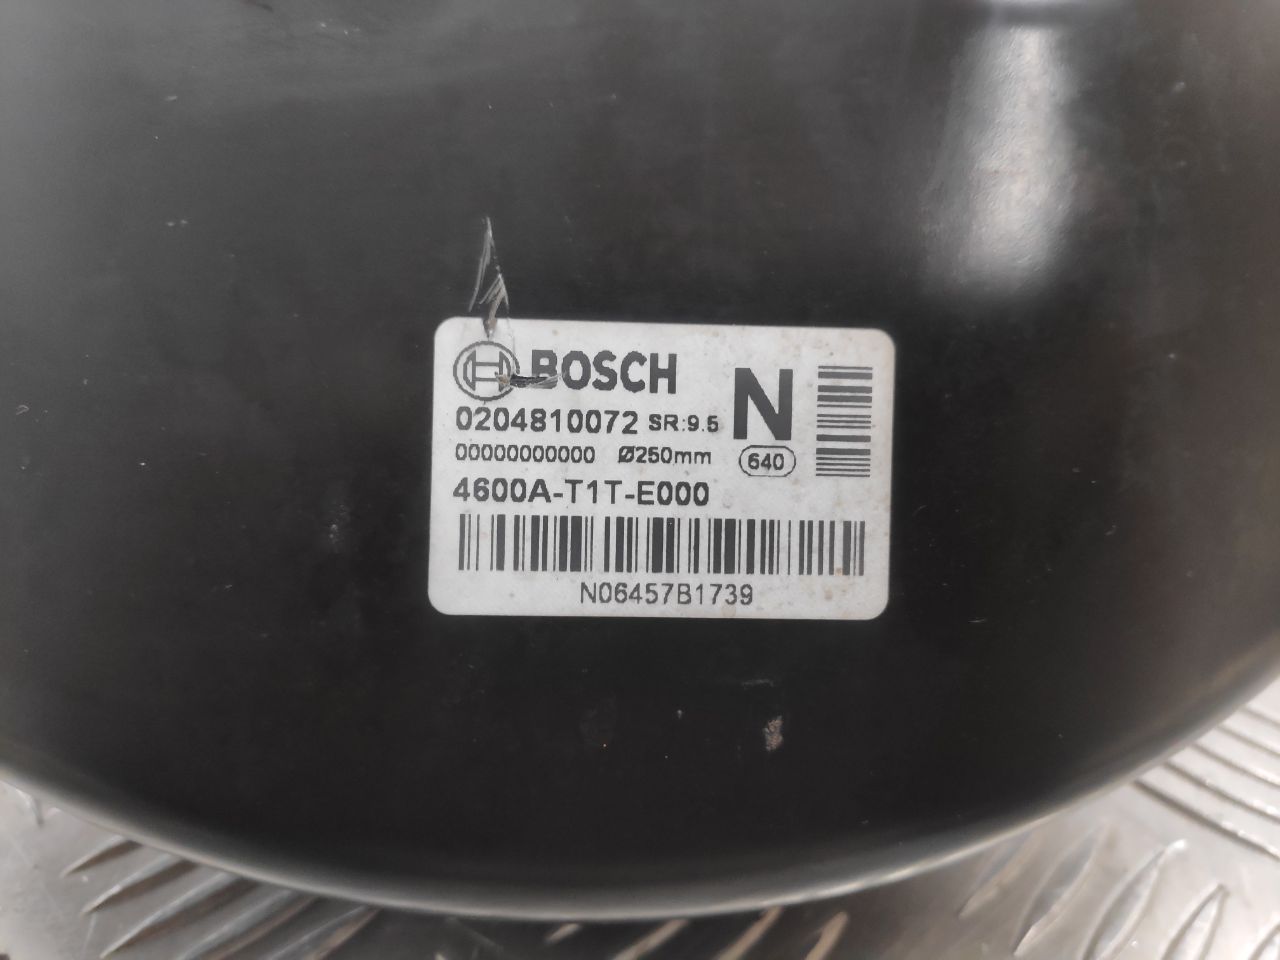 BOSCH
N
0204810072 SR:9.5
00000000000 Ø250mm
640
4600A-T1T-E000
N06457B1739